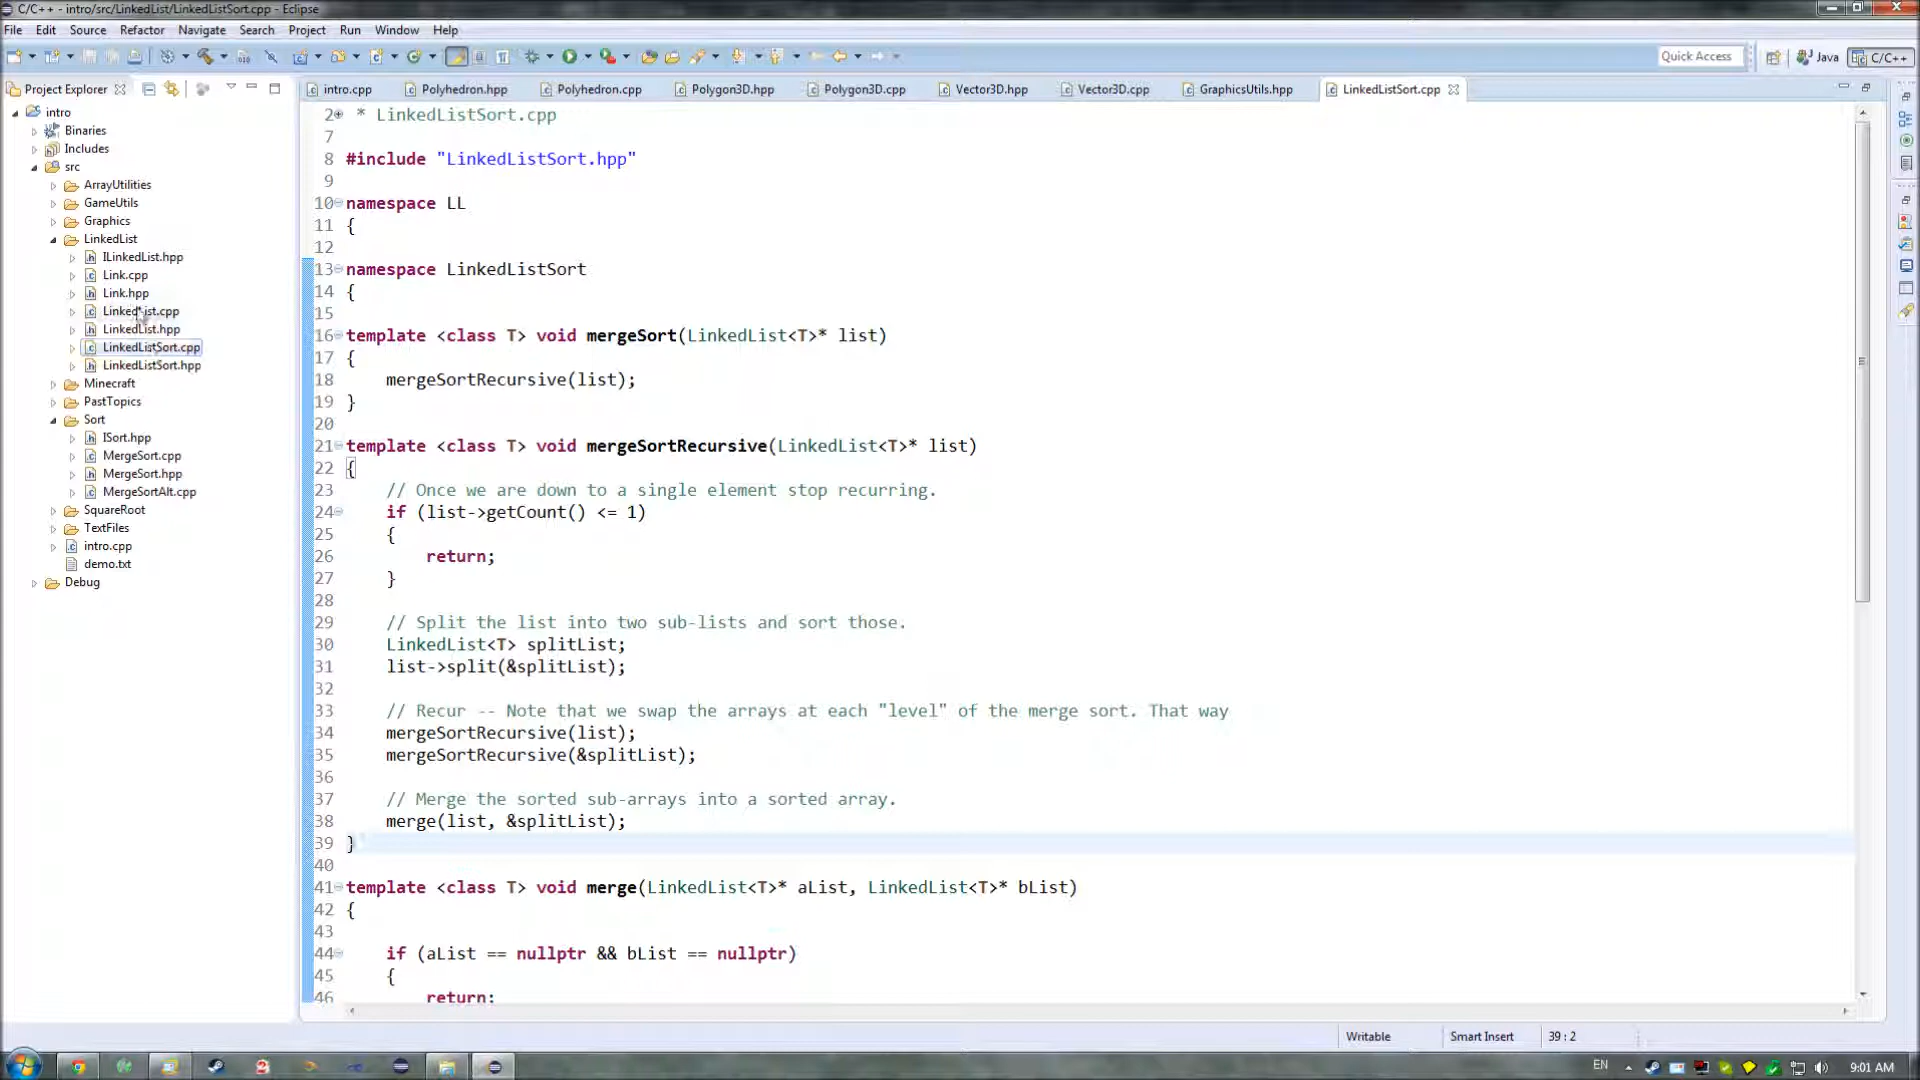 C/C++ - intro/src/LinkedList/LinkedListSort.cpp - Eclipse
File Edit Source Refactor Navigate Search Project Run Window Help
Quick Access Java C/C++
Project Explorer
intro.cpp Polyhedron.hpp Polyhedron.cpp Polygon3D.hpp Polygon3D.cpp Vector3D.hpp Vector3D.cpp GraphicsUtils.hpp LinkedListSort.cpp
intro
Binaries
Includes
src
ArrayUtilities
GameUtils
Graphics
LinkedList
ILinkedList.hpp
Link.cpp
Link.hpp
LinkedList.cpp
LinkedList.hpp
LinkedListSort.cpp
LinkedListSort.hpp
Minecraft
PastTopics
Sort
ISort.hpp
MergeSort.cpp
MergeSort.hpp
MergeSortAlt.cpp
SquareRoot
TextFiles
intro.cpp
demo.txt
Debug
2 * LinkedListSort.cpp
7
8 #include "LinkedListSort.hpp"
9
10 namespace LL
11 {
12
13 namespace LinkedListSort
14 {
15
16 template <class T> void mergeSort(LinkedList<T>* list)
17 {
18 mergeSortRecursive(list);
19 }
20
21 template <class T> void mergeSortRecursive(LinkedList<T>* list)
22 {
23 // Once we are down to a single element stop recurring.
24 if (list->getCount() <= 1)
25 {
26 return;
27 }
28
29 // Split the list into two sub-lists and sort those.
30 LinkedList<T> splitList;
31 list->split(&splitList);
32
33 // Recur -- Note that we swap the arrays at each "level" of the merge sort. That way
34 mergeSortRecursive(list);
35 mergeSortRecursive(&splitList);
36
37 // Merge the sorted sub-arrays into a sorted array.
38 merge(list, &splitList);
39 }
40
41 template <class T> void merge(LinkedList<T>* aList, LinkedList<T>* bList)
42 {
43
44 if (aList == nullptr && bList == nullptr)
45 {
46 return;
Writable Smart Insert 39 : 2
EN 9:01 AM